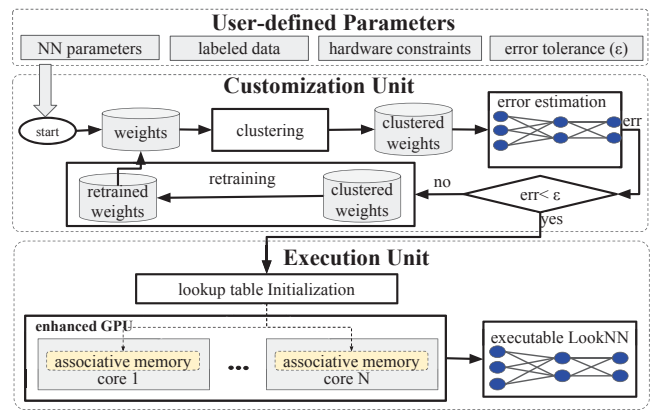 User-defined Parameters
NN parameters
labeled data
hardware constraints
error tolerance (ε)
Customization Unit
start
weights
clustering
clustered
weights
error estimation
err
retrained
weights
retraining
clustered
weights
no
err< ε
yes
Execution Unit
lookup table Initialization
enhanced GPU
associative memory
core 1
...
associative memory
core N
executable LookNN